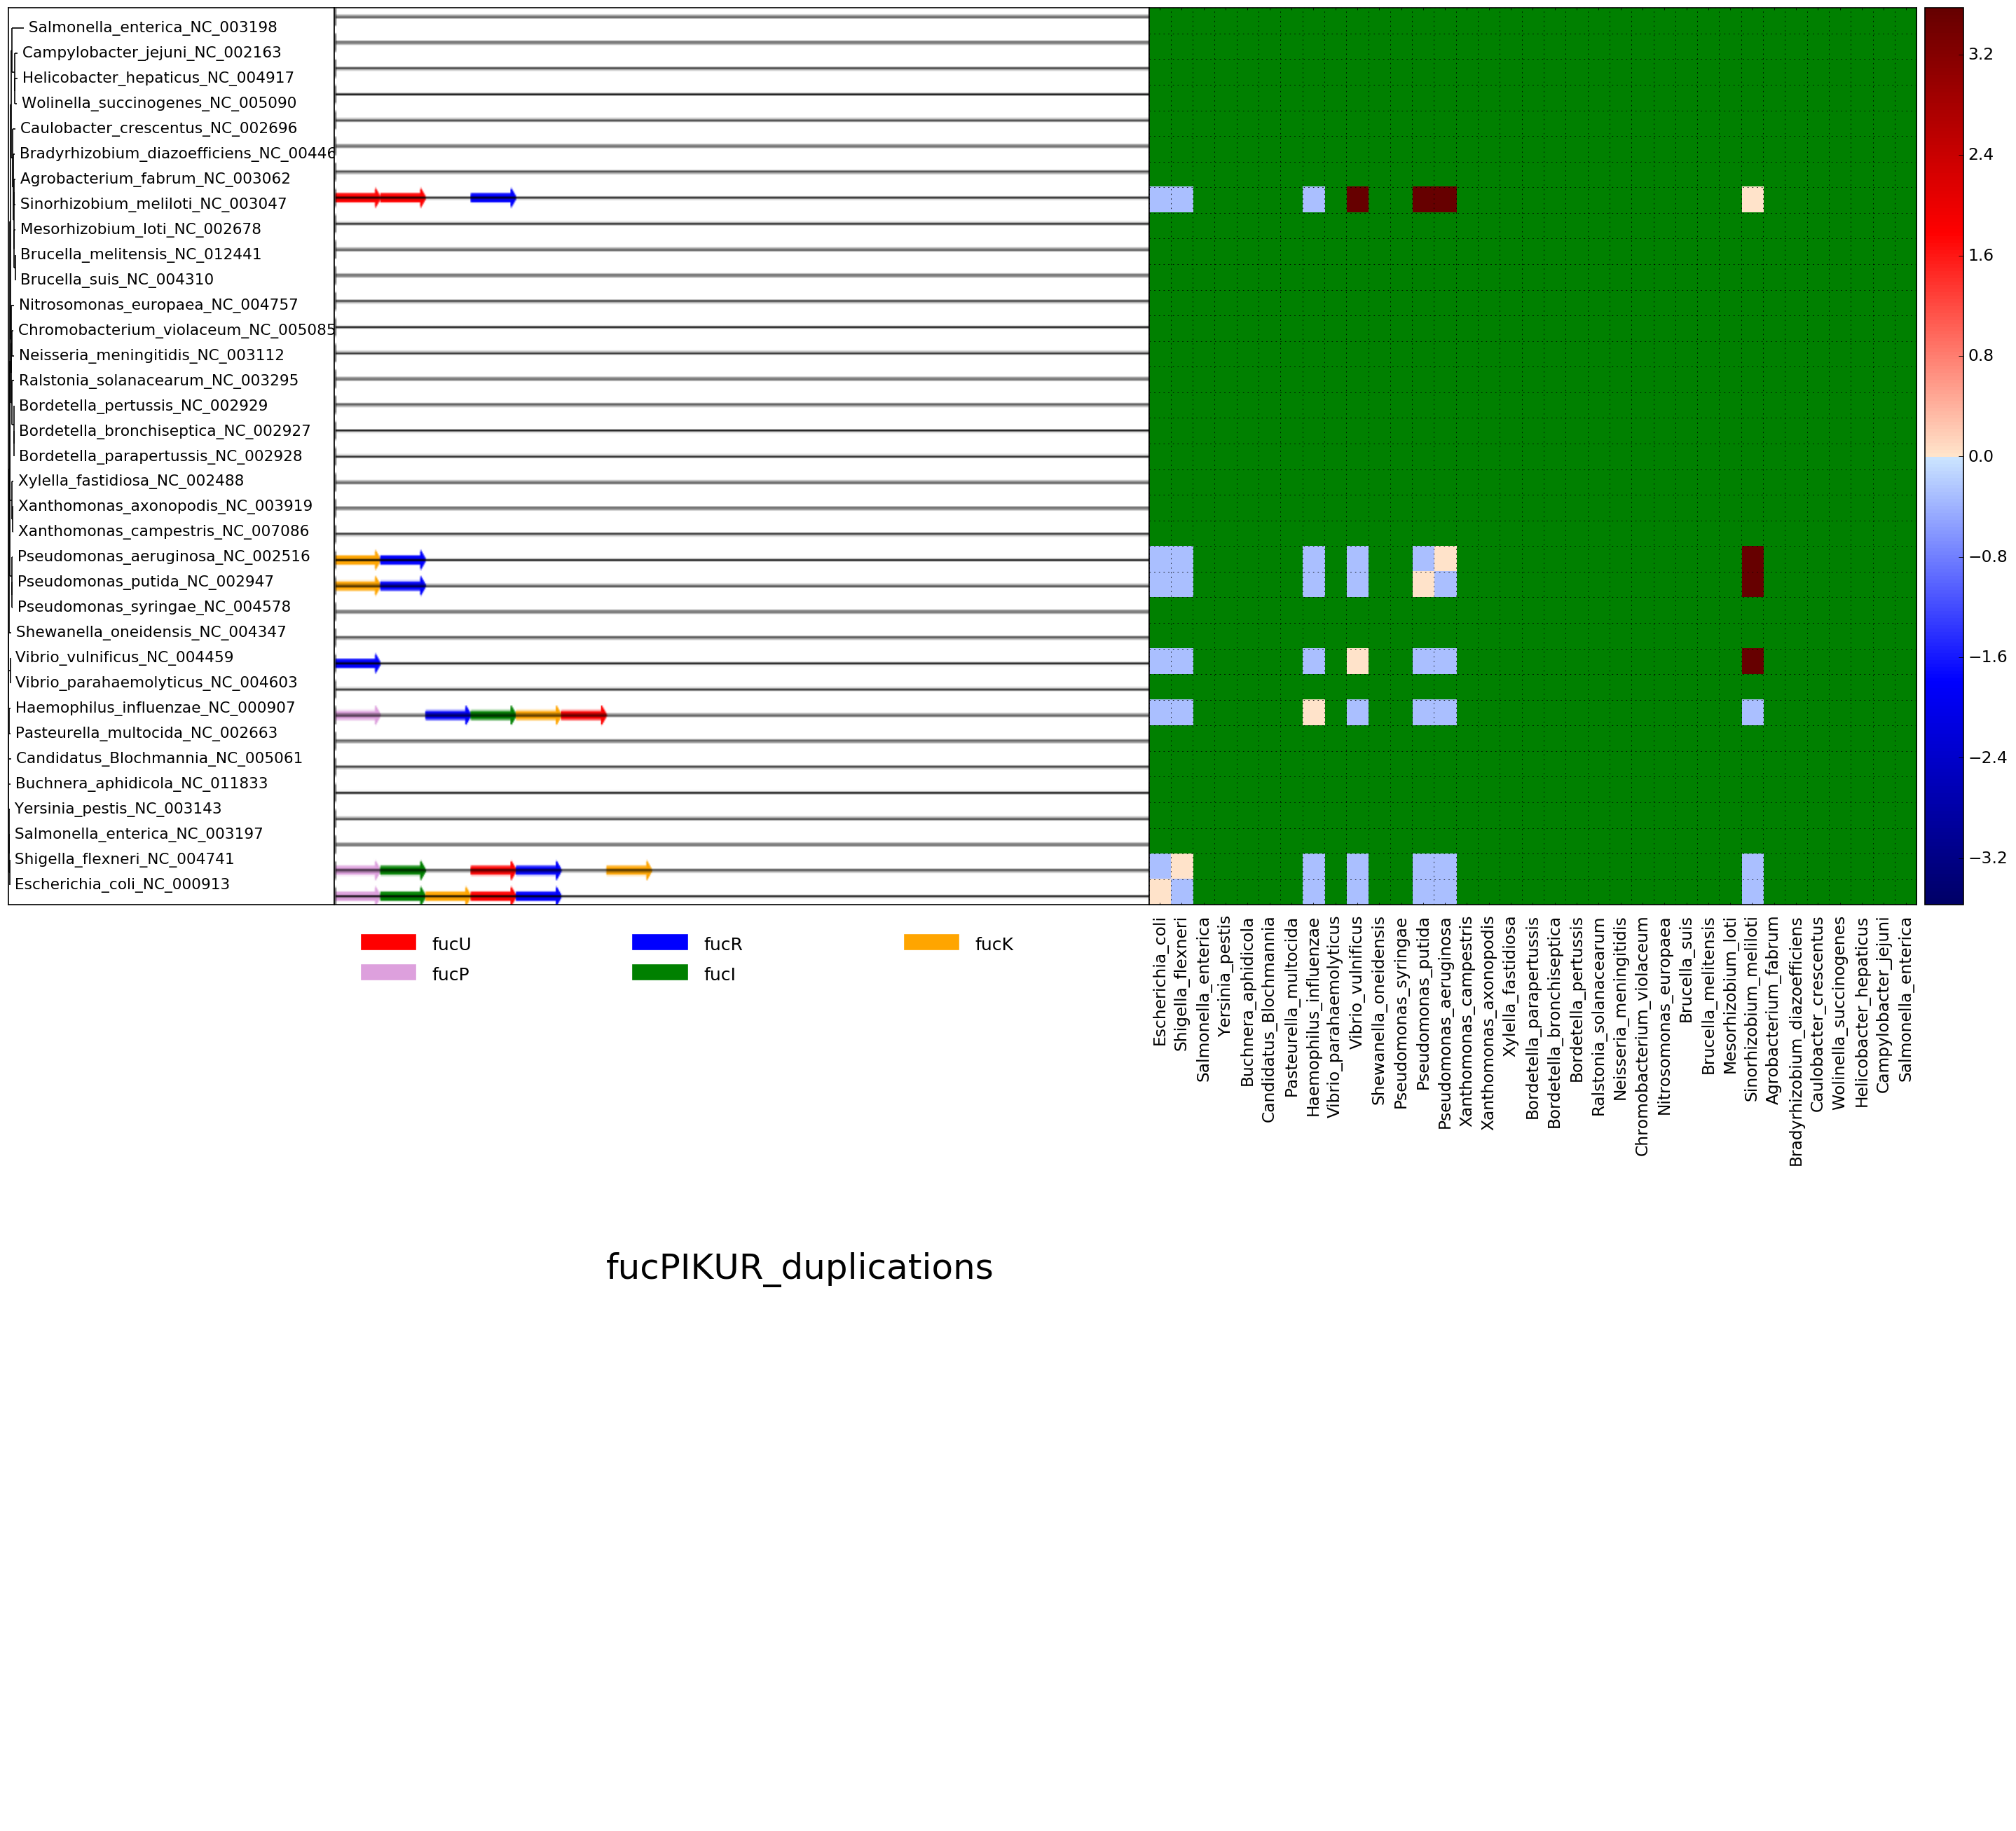 Salmonella_enterica_NC_003198
Campylobacter_jejuni_NC_002163
Helicobacter_hepaticus_NC_004917
Wolinella_succinogenes_NC_005090
Caulobacter_crescentus_NC_002696
Bradyrhizobium_diazoefficiens_NC_00446
Agrobacterium_fabrum_NC_003062
Sinorhizobium_meliloti_NC_003047
Mesorhizobium_loti_NC_002678
Brucella_melitensis_NC_012441
Brucella_suis_NC_004310
Nitrosomonas_europaea_NC_004757
Chromobacterium_violaceum_NC_005085
Neisseria_meningitidis_NC_003112
Ralstonia_solanacearum_NC_003295
Bordetella_pertussis_NC_002929
Bordetella_bronchiseptica_NC_002927
Bordetella_parapertussis_NC_002928
Xylella_fastidiosa_NC_002488
Xanthomonas_axonopodis_NC_003919
Xanthomonas_campestris_NC_007086
Pseudomonas_aeruginosa_NC_002516
Pseudomonas_putida_NC_002947
Pseudomonas_syringae_NC_004578
Shewanella_oneidensis_NC_004347
Vibrio_vulnificus_NC_004459
Vibrio_parahaemolyticus_NC_004603
Haemophilus_influenzae_NC_000907
Pasteurella_multocida_NC_002663
Candidatus_Blochmannia_NC_005061
Buchnera_aphidicola_NC_011833
Yersinia_pestis_NC_003143
Salmonella_enterica_NC_003197
Shigella_flexneri_NC_004741
Escherichia_coli_NC_000913
3.2
2.4
1.6
0.8
0.0
−0.8
−1.6
−2.4
−3.2
Escherichia_coli
Shigella_flexneri
Salmonella_enterica
Yersinia_pestis
Buchnera_aphidicola
Candidatus_Blochmannia
Pasteurella_multocida
Haemophilus_influenzae
Vibrio_parahaemolyticus
Vibrio_vulnificus
Shewanella_oneidensis
Pseudomonas_syringae
Pseudomonas_putida
Pseudomonas_aeruginosa
Xanthomonas_campestris
Xanthomonas_axonopodis
Xylella_fastidiosa
Bordetella_parapertussis
Bordetella_bronchiseptica
Bordetella_pertussis
Ralstonia_solanacearum
Neisseria_meningitidis
Chromobacterium_violaceum
Nitrosomonas_europaea
Brucella_suis
Brucella_melitensis
Mesorhizobium_loti
Sinorhizobium_meliloti
Agrobacterium_fabrum
Bradyrhizobium_diazoefficiens
Caulobacter_crescentus
Wolinella_succinogenes
Helicobacter_hepaticus
Campylobacter_jejuni
Salmonella_enterica
fucU fucR fucK
fucP fucI
fucPIKUR_duplications